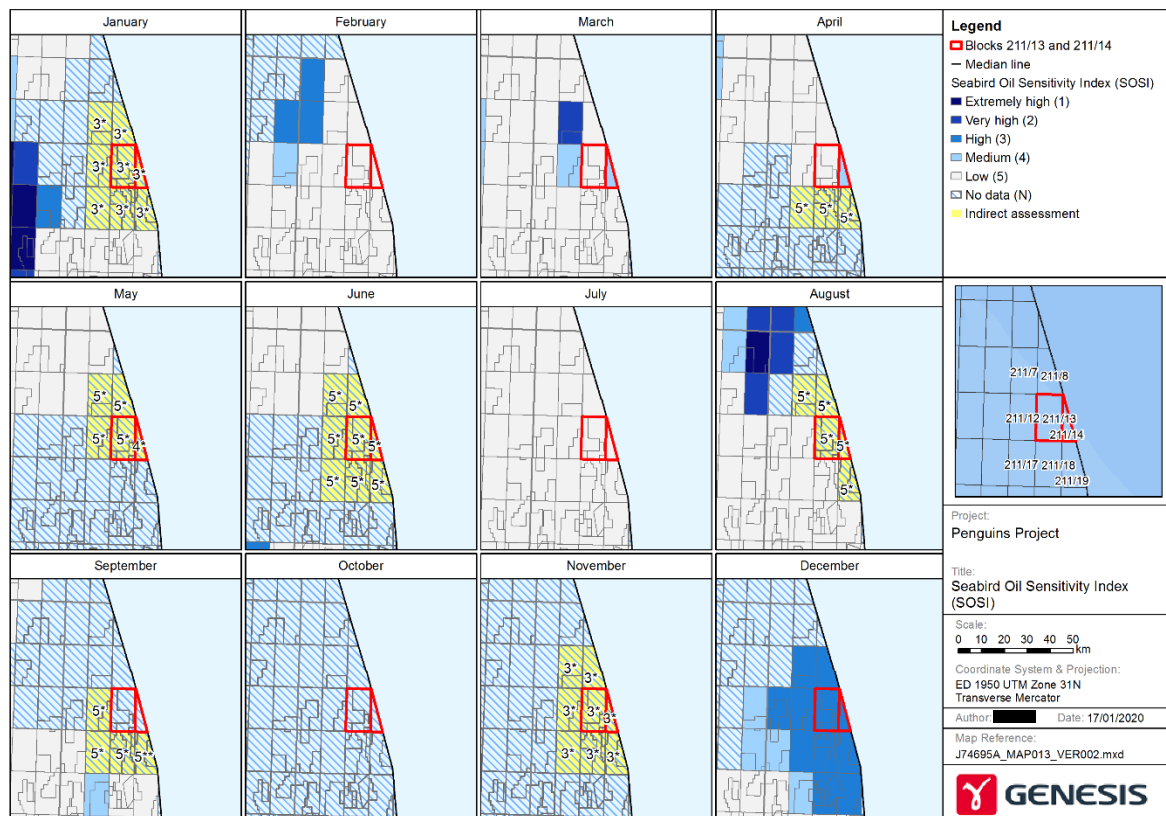 January
February
March
April
3*
3*
3*
3*
3*
3*
3*
3*
5*
5*
5*
Legend
Blocks 211/13 and 211/14
Median line
Seabird Oil Sensitivity Index (SOSI)
Extremely high (1)
Very high (2)
High (3)
Medium (4)
Low (5)
No data (N)
Indirect assessment
May
June
July
August
5*
5*
5*
5*
4*
5*
5*
5*
5*
5*
5*
5*
5*
5*
5*
5*
5*
5*
211/7
211/8
211/12
211/13
211/14
211/17
211/18
211/19
September
October
November
December
5*
5*
5*
5**
3*
3*
3*
3*
3*
3*
3*
3*
Project:
Penguins Project
Title:
Seabird Oil Sensitivity Index
(SOSI)
Scale:
0 10 20 30 40 50
km
Coordinate System & Projection:
ED 1950 UTM Zone 31N
Transverse Mercator
Author:
Date: 17/01/2020
Map Reference:
J74695A_MAP013_VER002.mxd
GENESIS